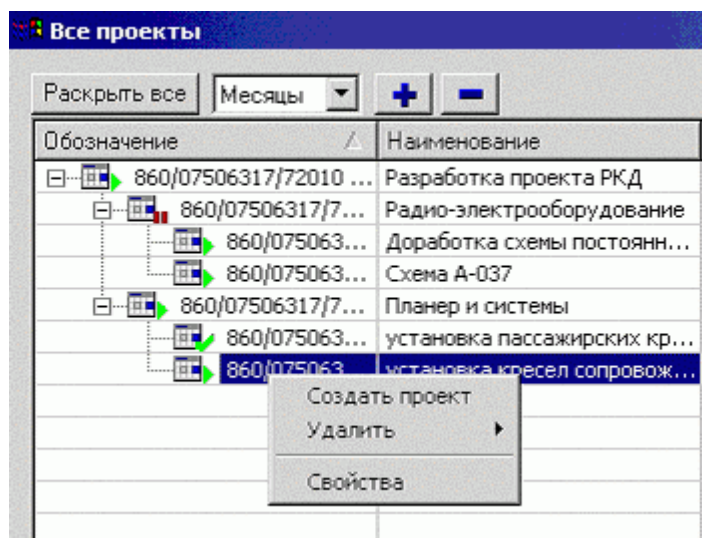 Все проекты
Раскрыть все Месяцы
Обозначение Наименование
860/07506317/72010 ... Разработка проекта РКД
860/07506317/7... Радио-электрооборудование
860/075063... Доработка схемы постоянн...
860/075063... Схема А-037
860/07506317/7... Планер и системы
860/075063... установка пассажирских кр...
860/075063... установка кресел сопровож...
Создать проект
Удалить
Свойства